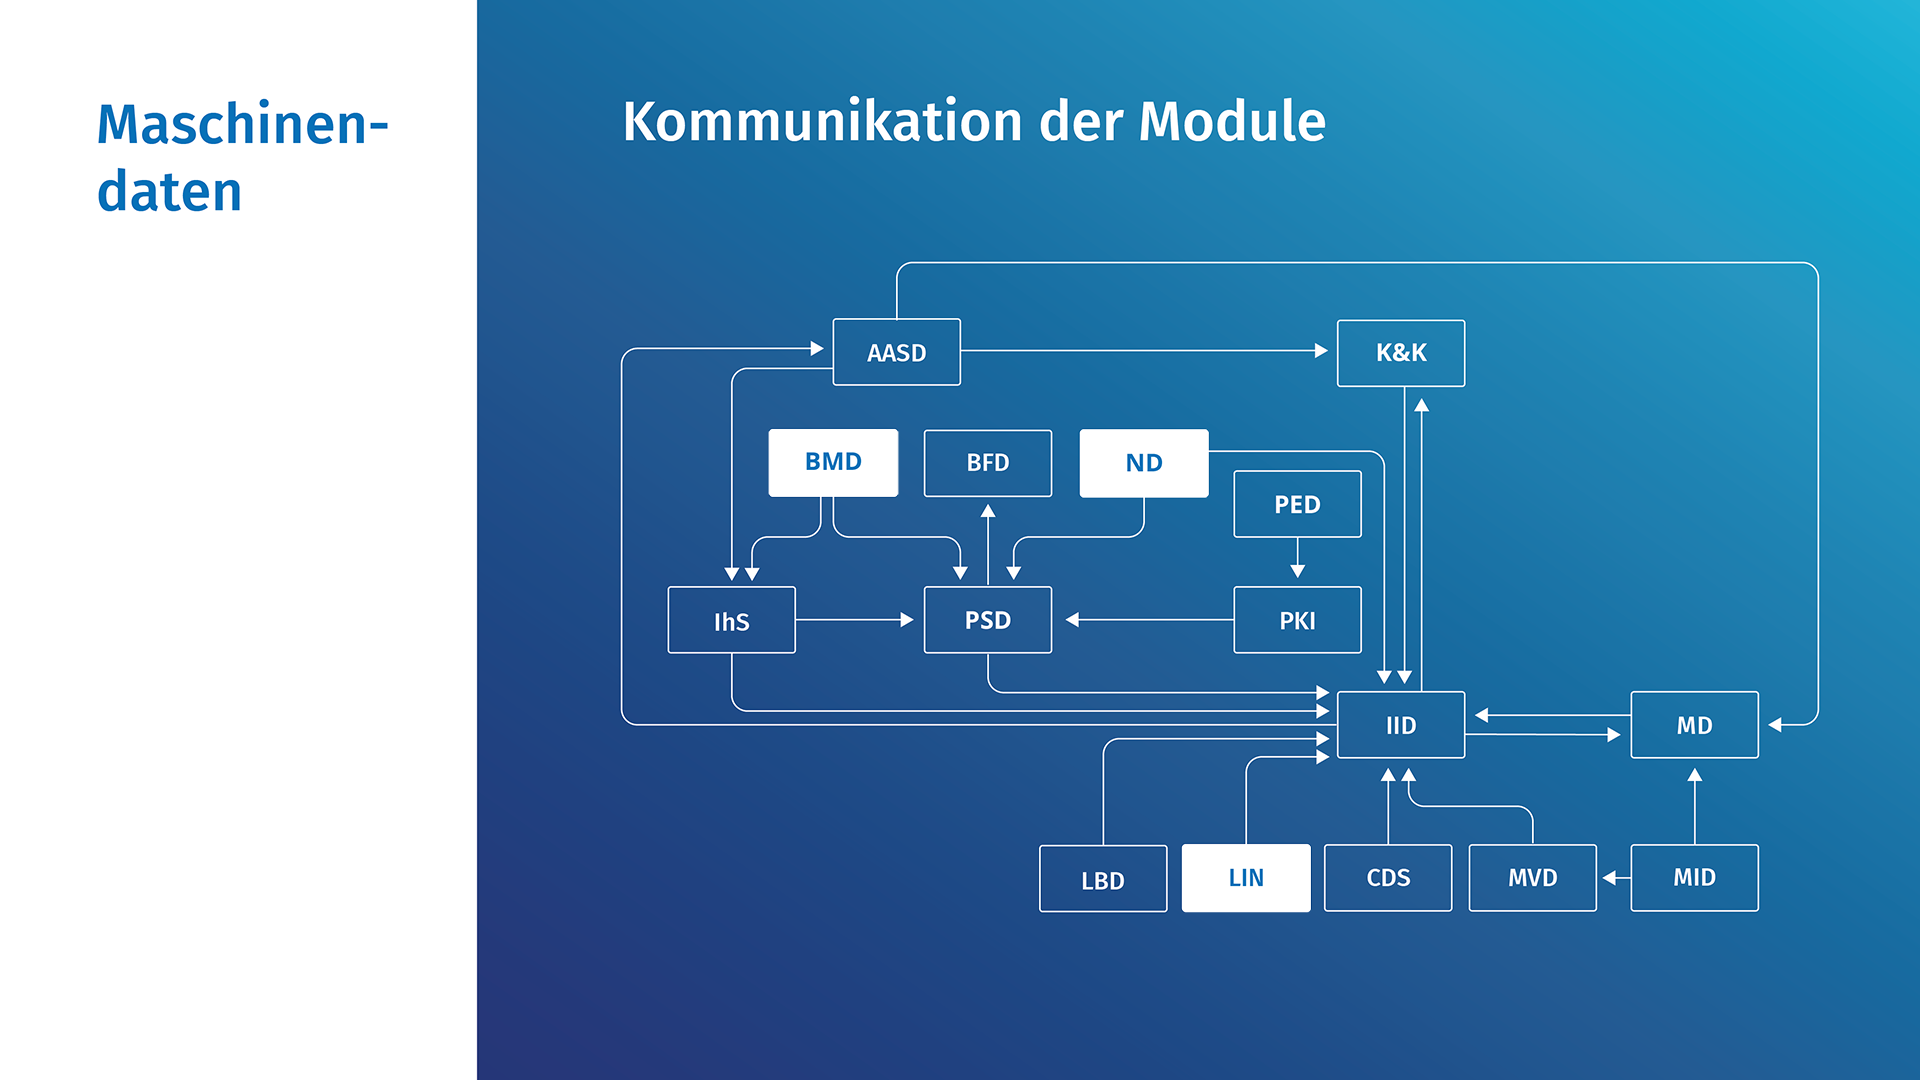 Maschinen-
daten
Kommunikation der Module
AASD
K&K
BMD
BFD
ND
PED
IhS
PSD
PKI
IID
MD
LBD
LIN
CDS
MVD
MID